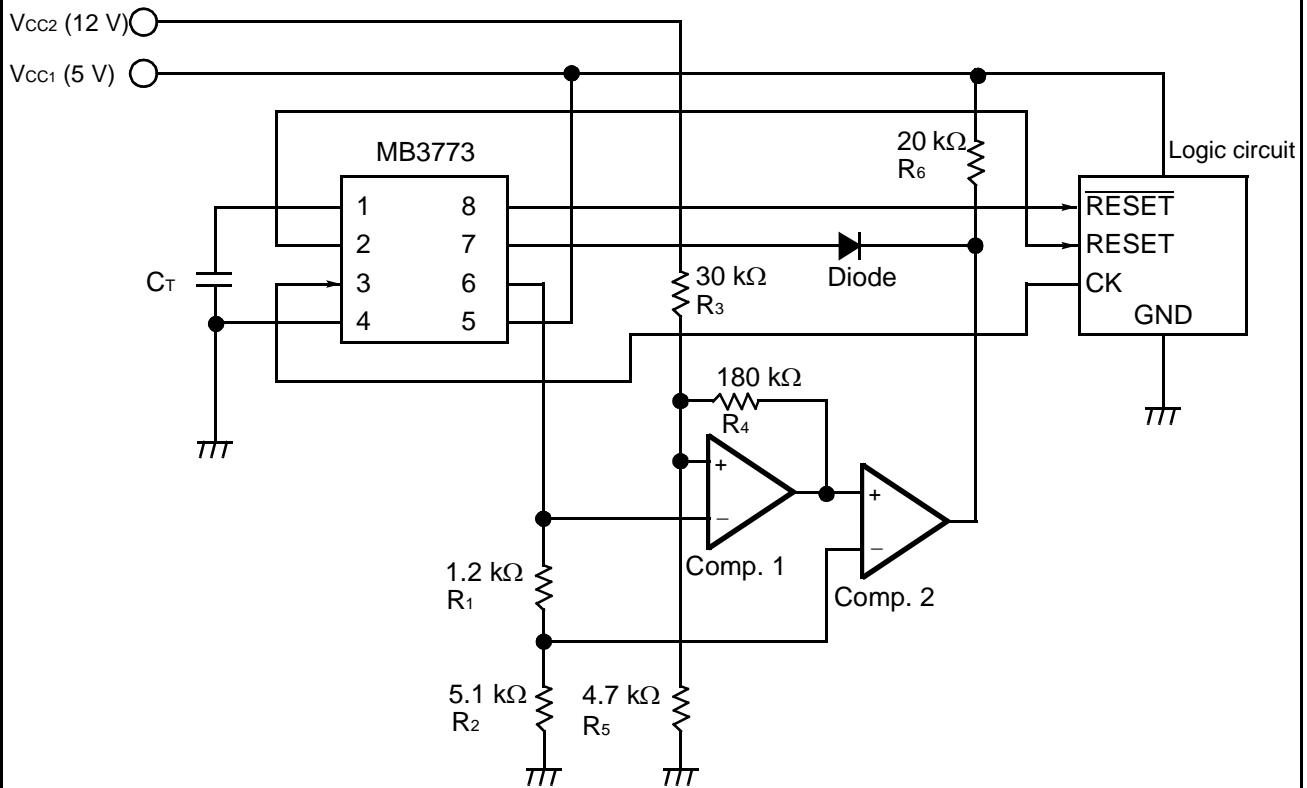 VCC2 (12 V)
VCC1 (5 V)
MB3773
20 kΩ
R6
Logic circuit
1 8
2 7
3 6
4 5
RESET
RESET
CK
GND
CT
Diode
30 kΩ
R3
180 kΩ
R4
+
−
Comp. 1
+
−
Comp. 2
1.2 kΩ
R1
5.1 kΩ
R2
4.7 kΩ
R5